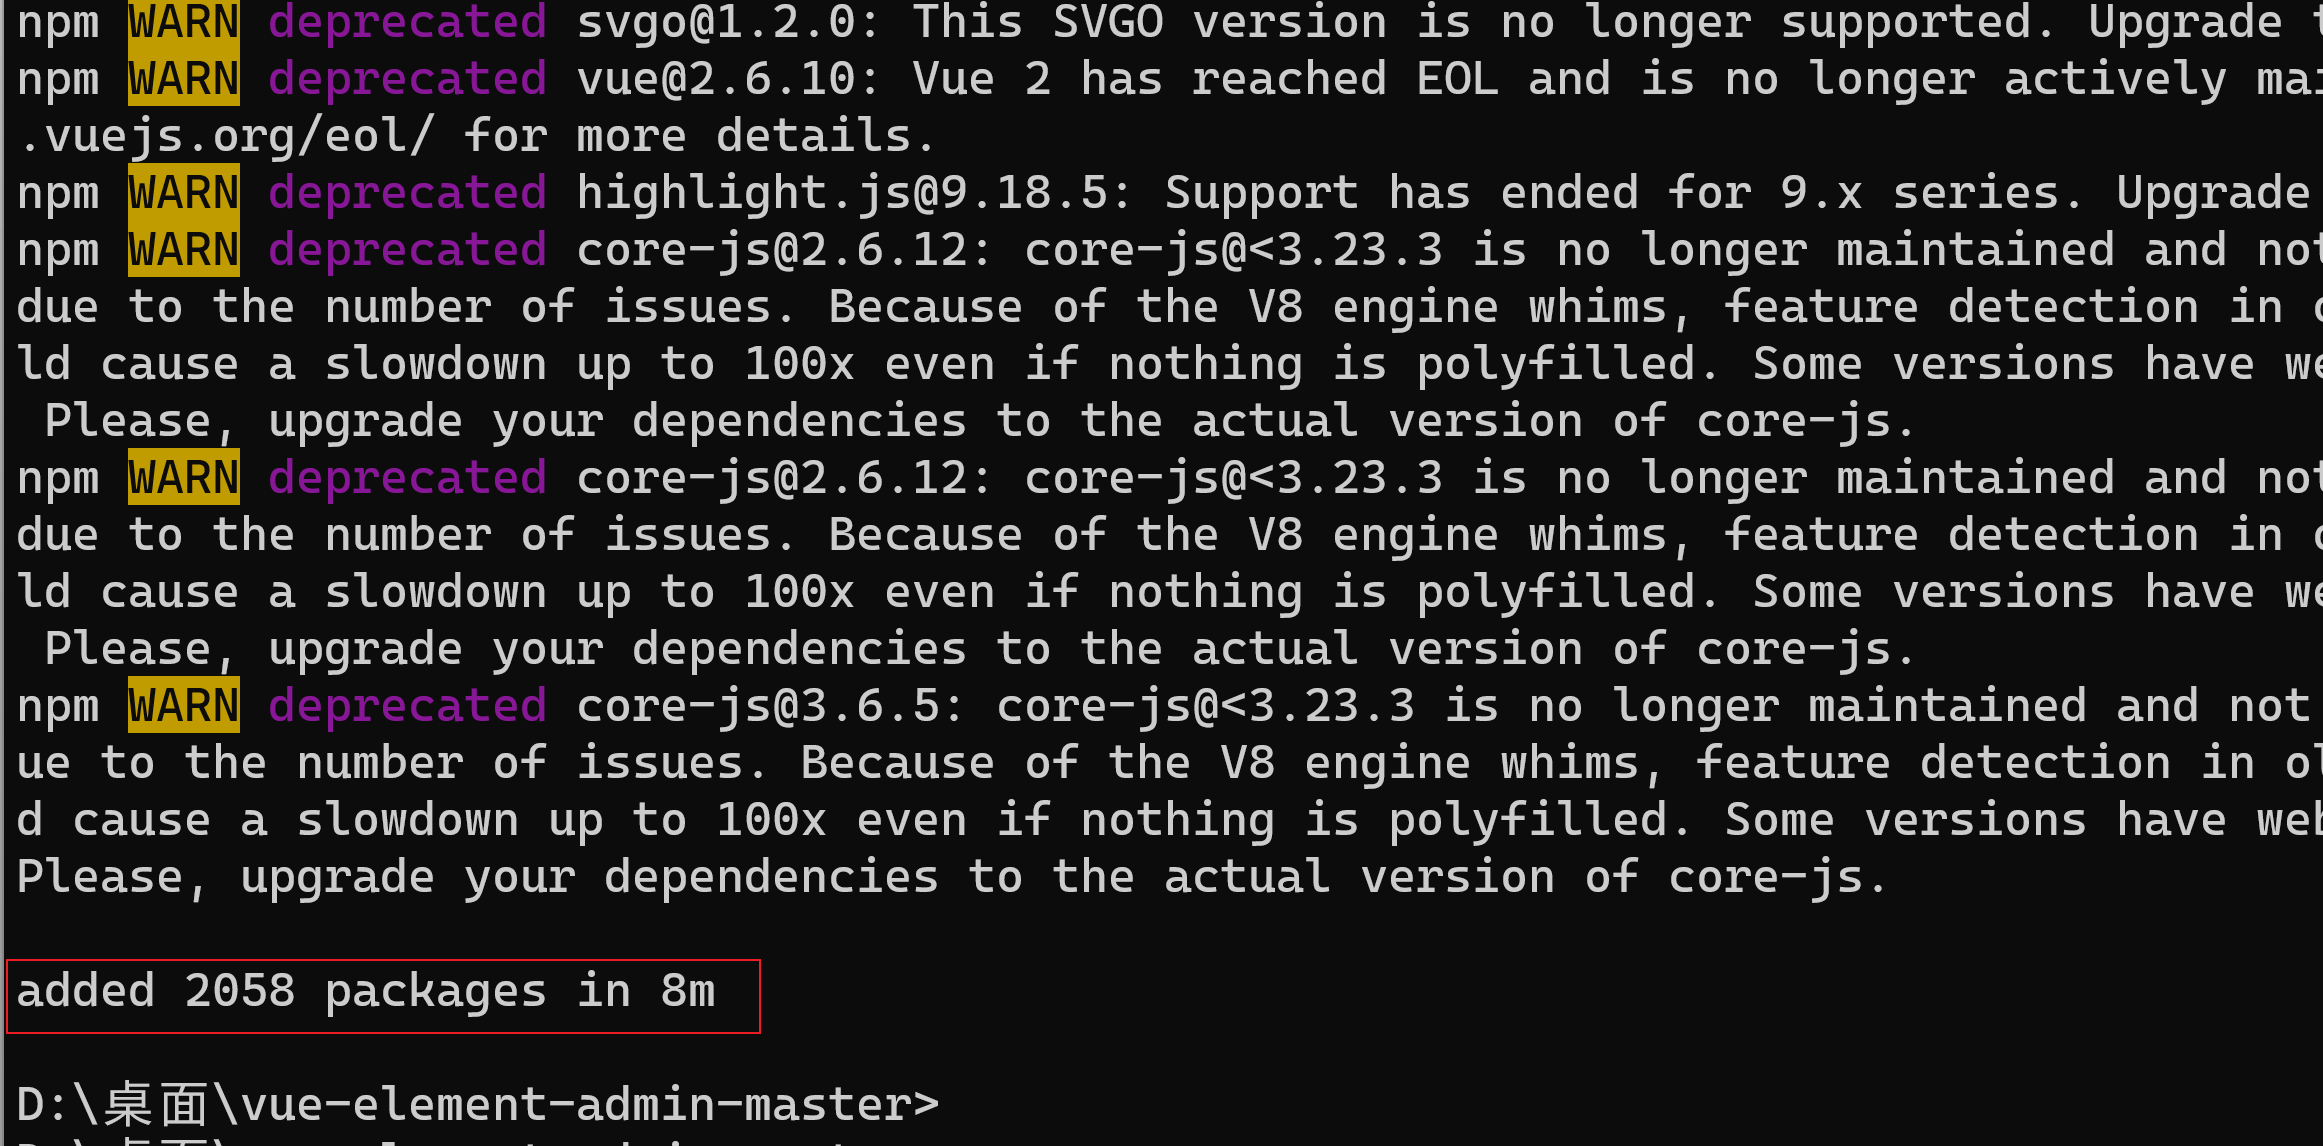 npm WARN deprecated svgo@1.2.0: This SVGO version is no longer supported. Upgrade
npm WARN deprecated vue@2.6.10: Vue 2 has reached EOL and is no longer actively
.vuejs.org/eol/ for more details.
npm WARN deprecated highlight.js@9.18.5: Support has ended for 9.x series. Upgrade
npm WARN deprecated core-js@2.6.12: core-js@<3.23.3 is no longer maintained and not
due to the number of issues. Because of the V8 engine whims, feature detection in
ld cause a slowdown up to 100x even if nothing is polyfilled. Some versions have
Please, upgrade your dependencies to the actual version of core-js.
npm WARN deprecated core-js@2.6.12: core-js@<3.23.3 is no longer maintained and not
due to the number of issues. Because of the V8 engine whims, feature detection in
ld cause a slowdown up to 100x even if nothing is polyfilled. Some versions have
Please, upgrade your dependencies to the actual version of core-js.
npm WARN deprecated core-js@3.6.5: core-js@<3.23.3 is no longer maintained and not
ue to the number of issues. Because of the V8 engine whims, feature detection in ol
d cause a slowdown up to 100x even if nothing is polyfilled. Some versions have web
Please, upgrade your dependencies to the actual version of core-js.
added 2058 packages in 8m
D:\桌面\vue-element-admin-master>